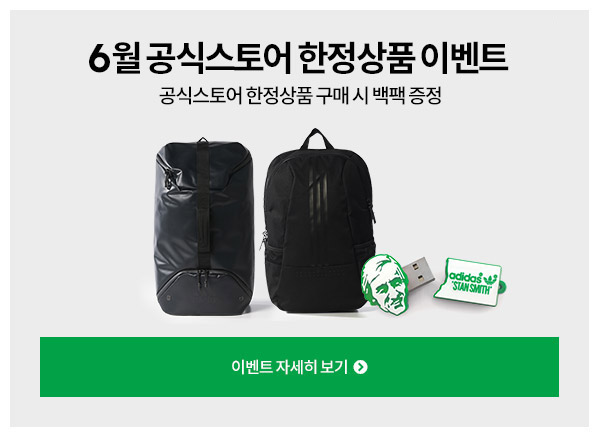 6월 공식스토어 한정상품 이벤트
공식스토어 한정상품 구매 시 백팩 증정
adidas
"STAN SMITH"
이벤트 자세히 보기